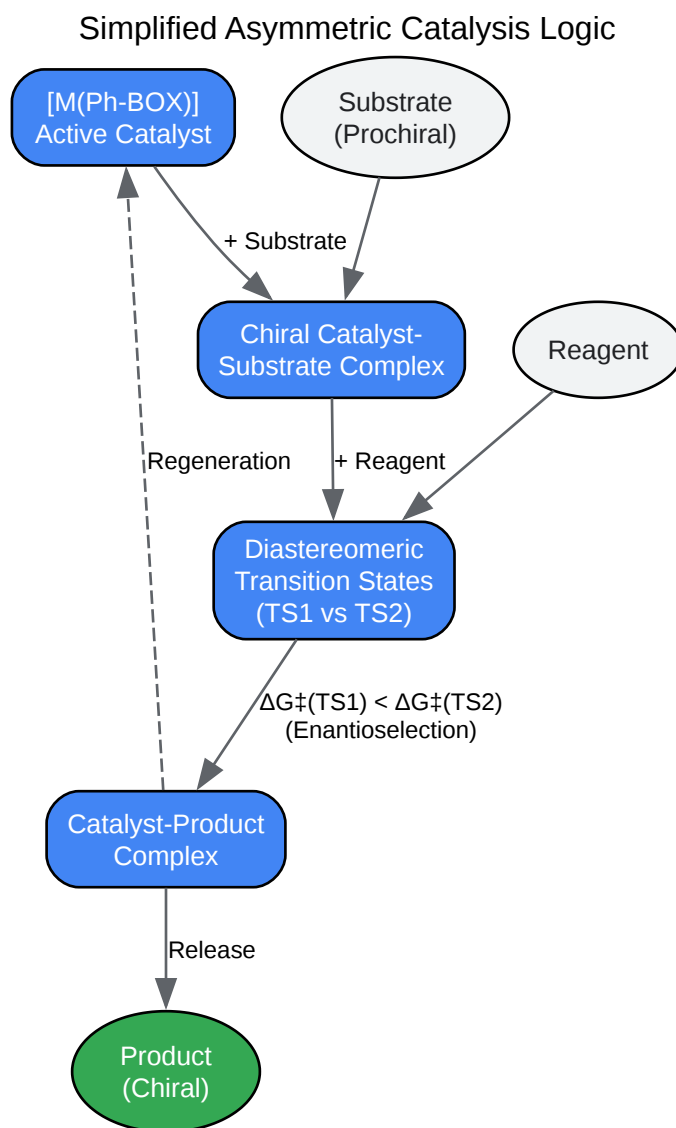 Simplified Asymmetric Catalysis Logic
[M(Ph-BOX)]
Active Catalyst
Substrate
(Prochiral)
+ Substrate
Chiral Catalyst-
Substrate Complex
Reagent
Regeneration
+ Reagent
Diastereomeric
Transition States
(TS1 vs TS2)
ΔG‡(TS1) < ΔG‡(TS2)
(Enantioselection)
Catalyst-Product
Complex
Release
Product
(Chiral)